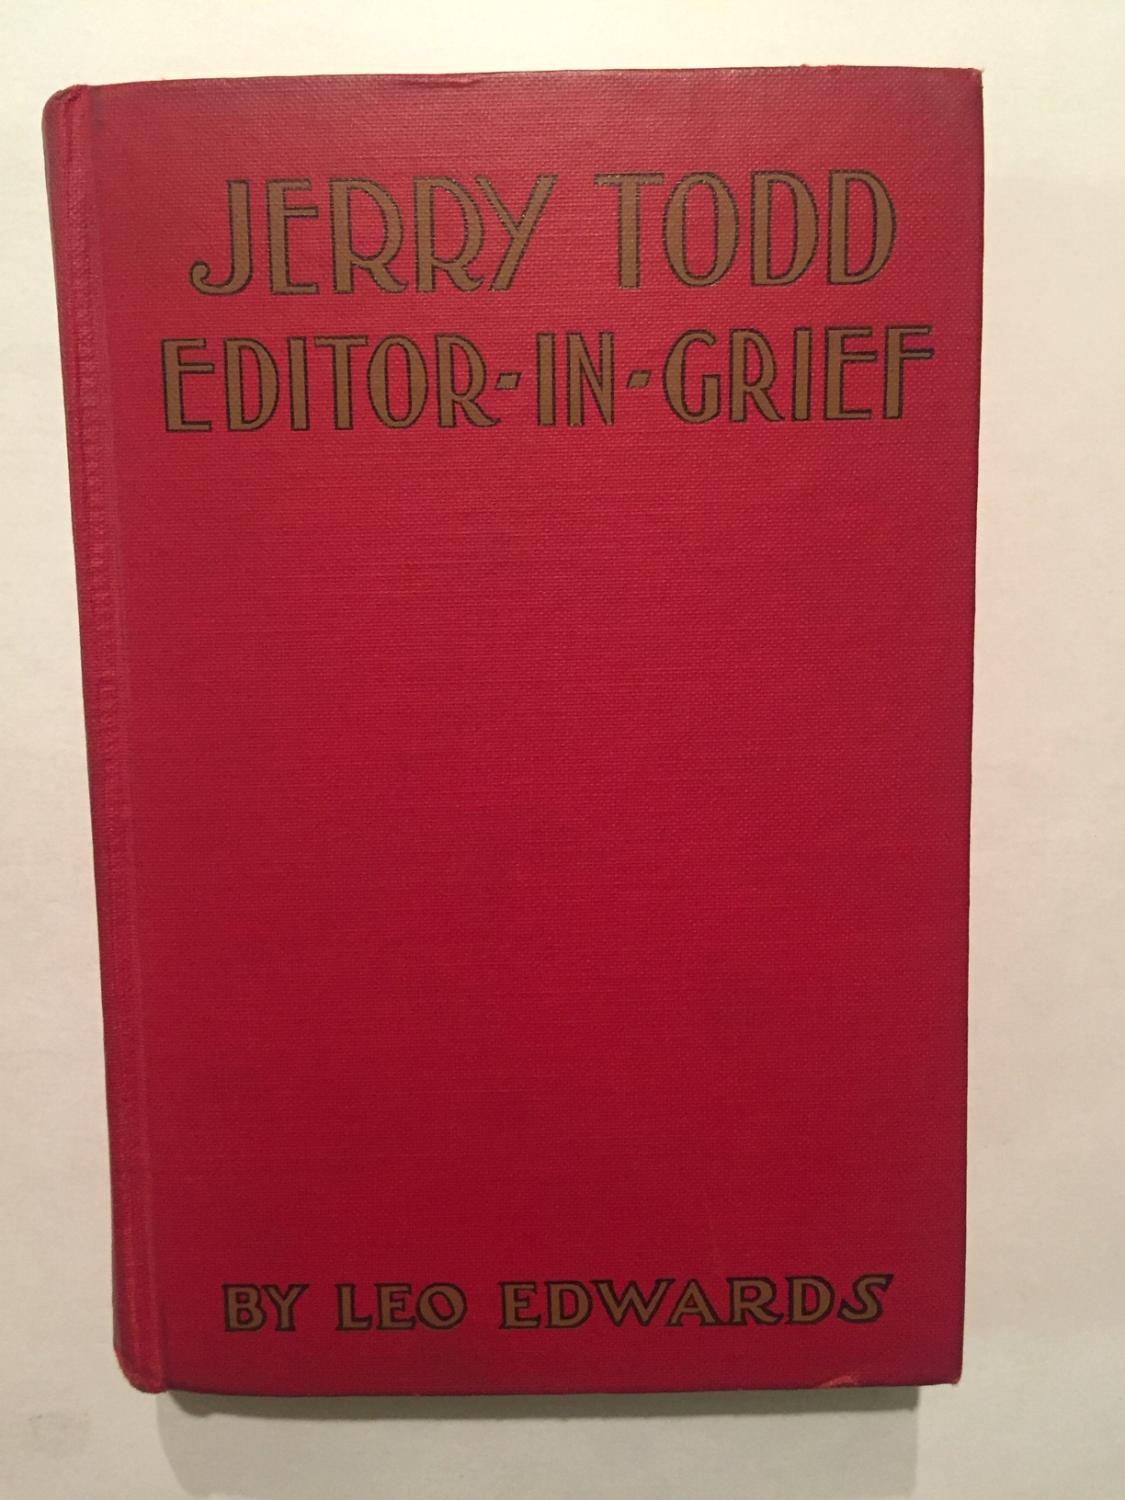 JERRY TODD
EDITOR-IN-GRIEF
BY LEO EDWARDS